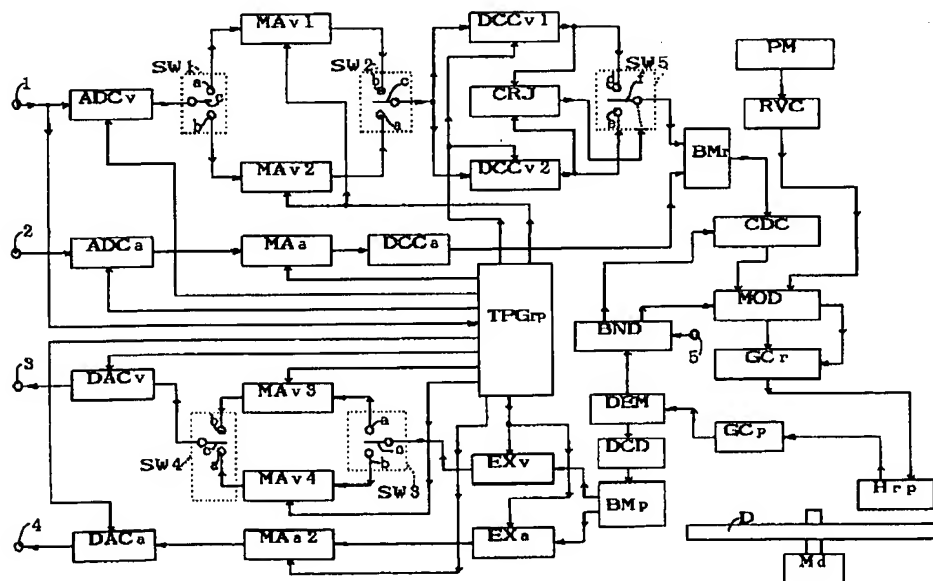 MAv1
DCCv1
PM
SW1
SW2
SW5
1
ADCv
a
c
b
b
c
a
CRJ
RVC
MAv2
DCCv2
BMr
2
ADCa
MAa
DCCa
CDC
TPGrp
MOD
BND
5
GCr
3
DACv
MAv3
a
DEM
GCp
SW4
b
c
a
c
b
SW3
DCD
MAv4
EXv
Hrp
BMp
4
DACa
MAa2
EXa
D
Md